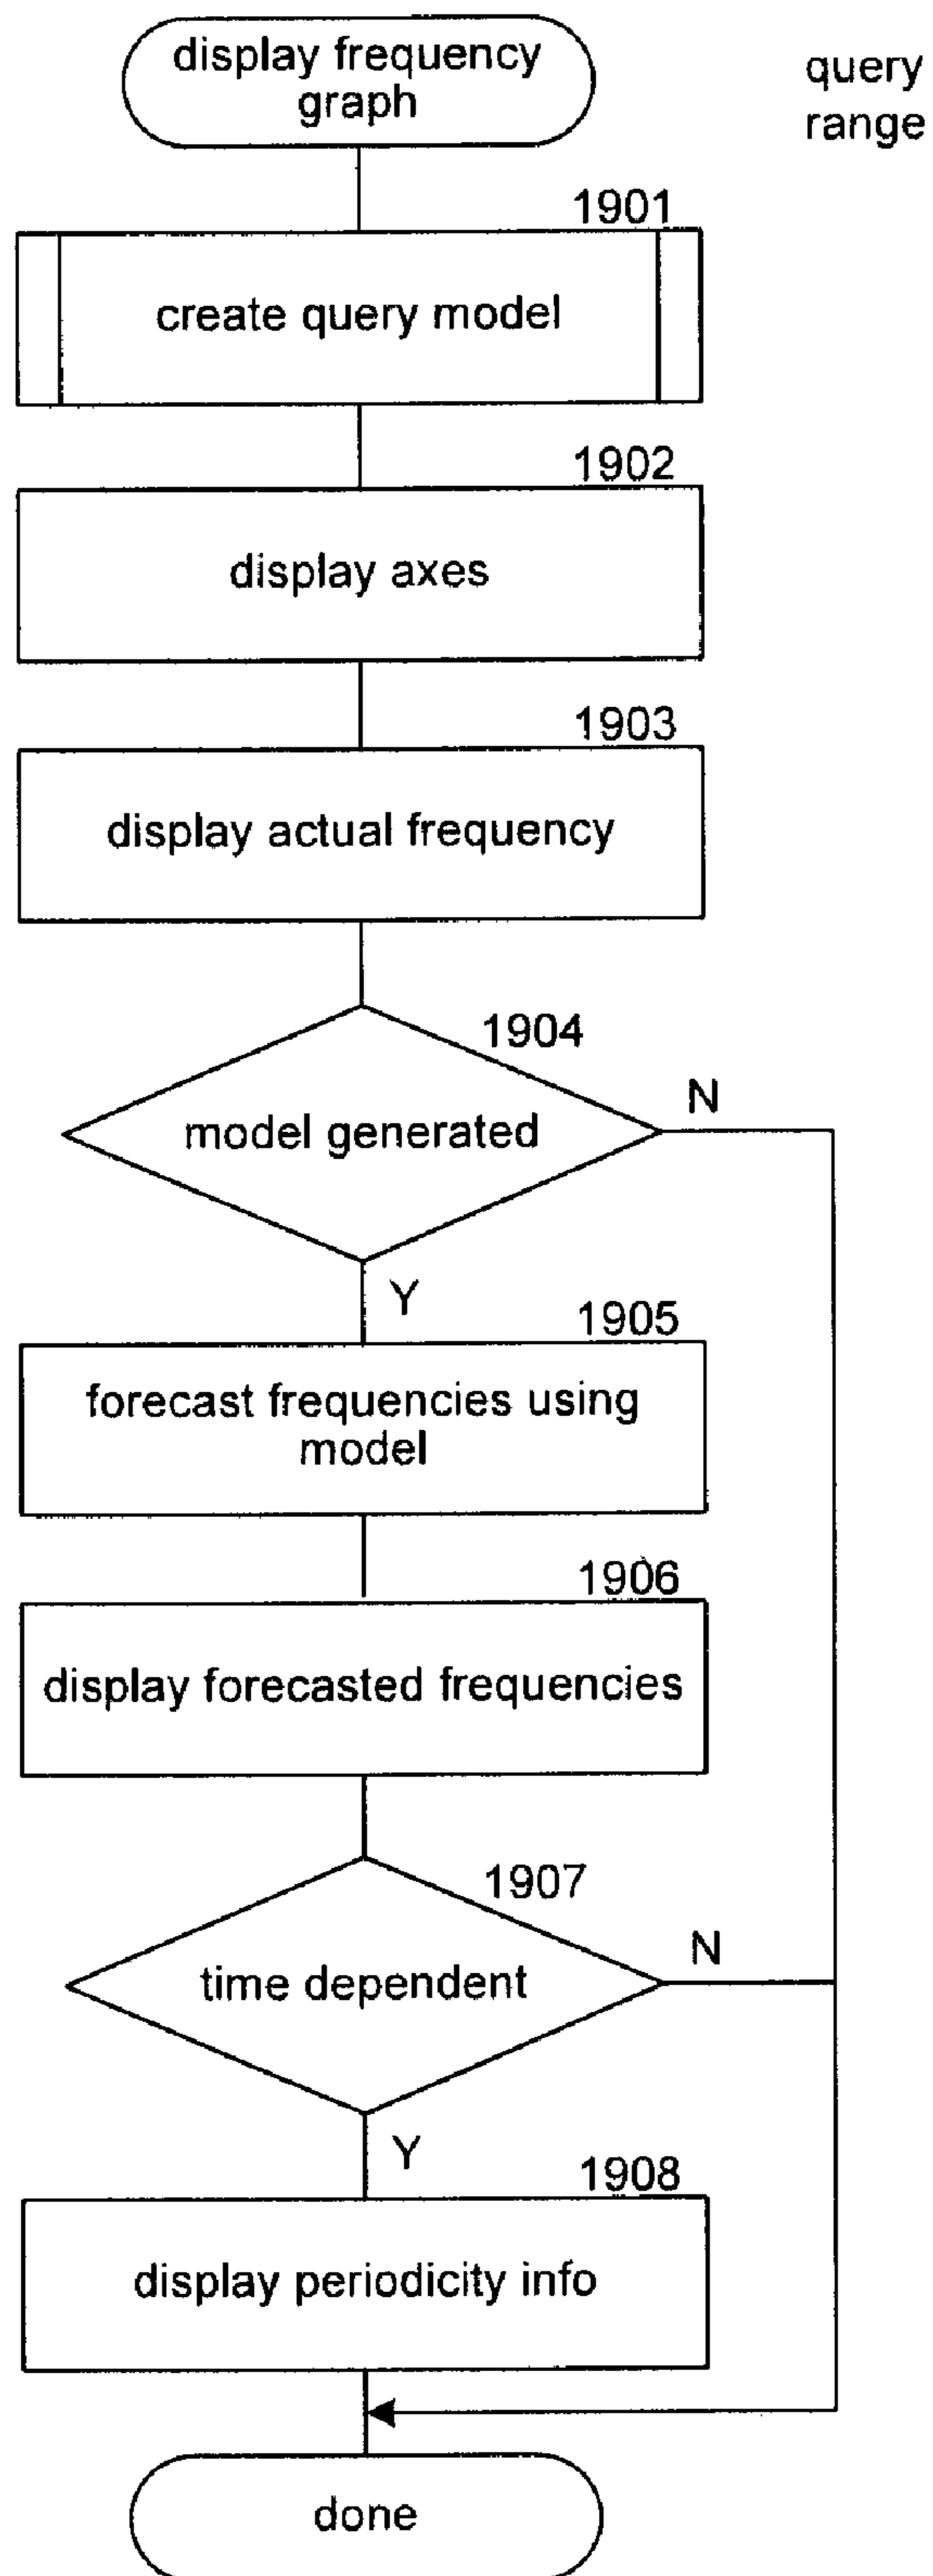 display frequency
graph
query
range
1901
create query model
1902
display axes
1903
display actual frequency
1904
model generated
N
Y
1905
forecast frequencies using
model
1906
display forecasted frequencies
1907
time dependent
N
Y
1908
display periodicity info
done